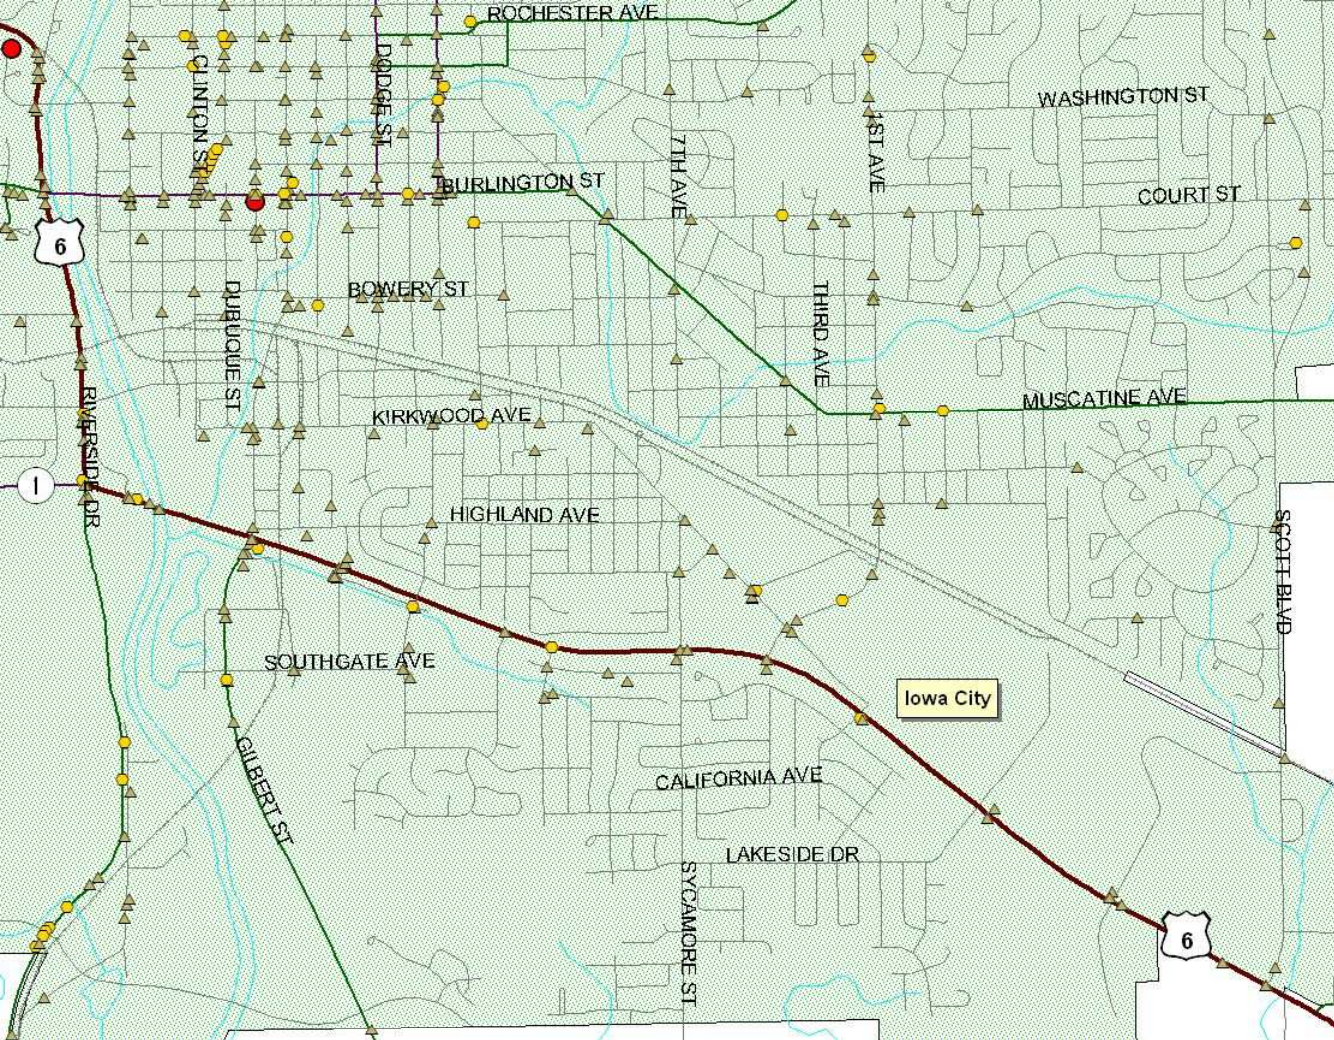 ROCHESTER AVE
CLINTON ST
DODGE ST
WASHINGTON ST
7TH AVE
1ST AVE
BURLINGTON ST
COURT ST
6
DUBUQUE ST
BOWERY ST
THIRD AVE
RIVERSIDE DR
KIRKWOOD AVE
MUSCATINE AVE
1
HIGHLAND AVE
SCOTT BLVD
SOUTHGATE AVE
Iowa City
GILBERT ST
CALIFORNIA AVE
LAKESIDE DR
SYCAMORE ST
6